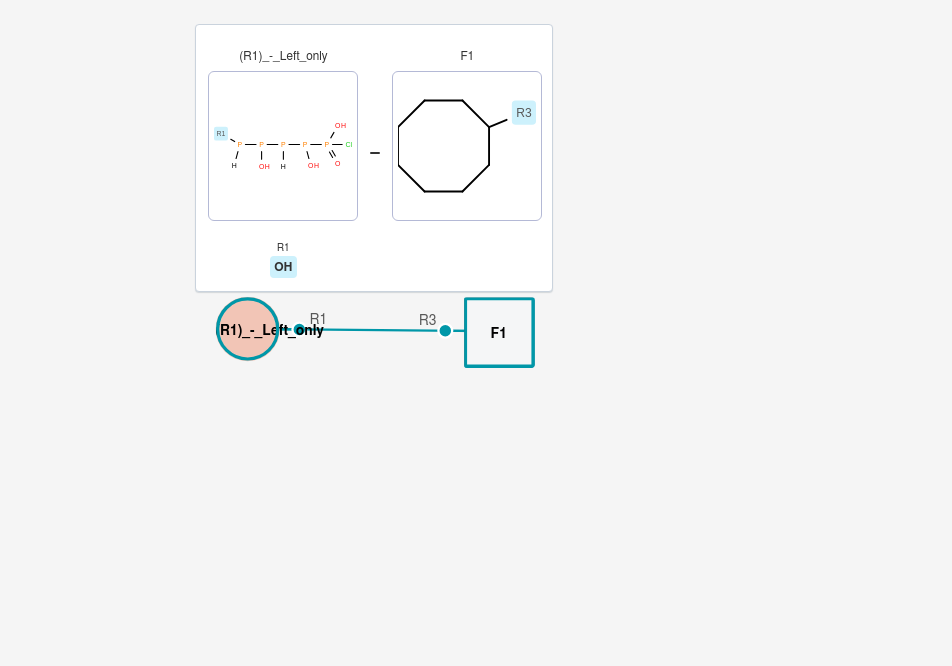 (R1)_-_Left_only
F1
R1
P
P
P
P
P
OH
Cl
H
OH
H
OH
O
R3
R1
OH
R1)_-_Left_only
R1
R3
F1